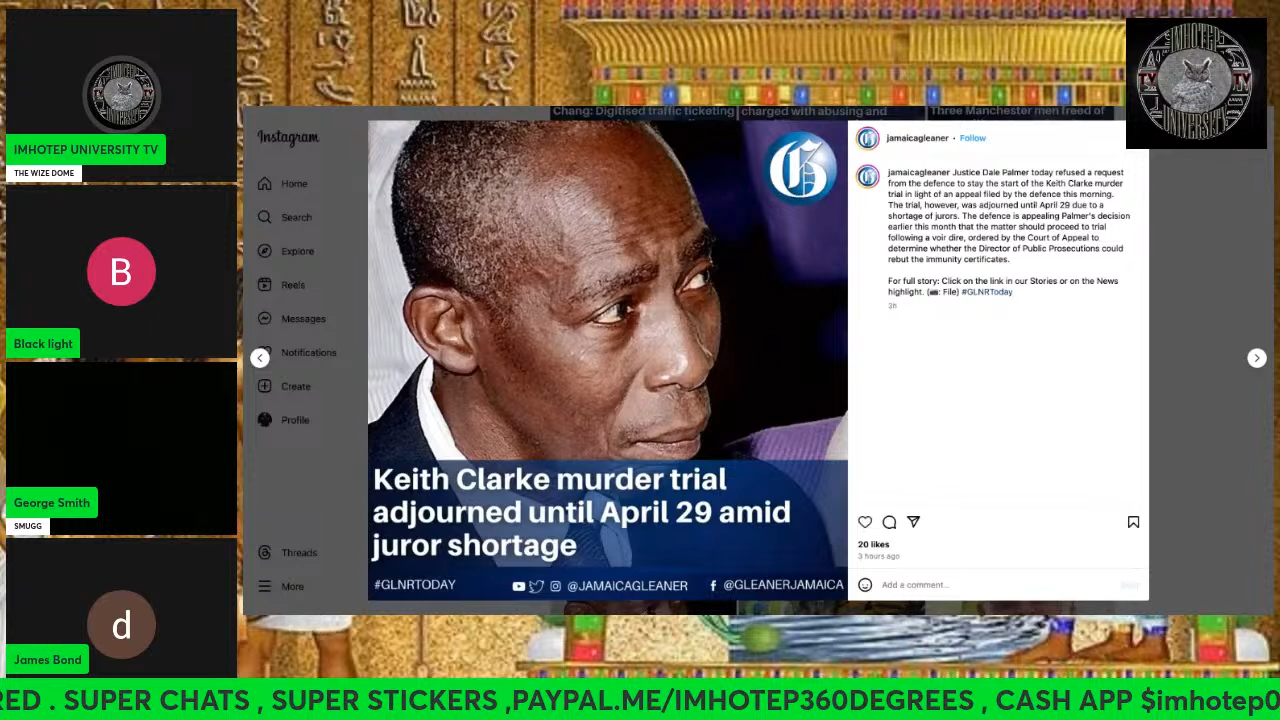 IMHOTEP UNIVERSITY TV
THE WIZE DOME
B
Black light
George Smith
SMUGG
d
James Bond
Chang: Digitised traffic ticketing
charged with abusing and
Three Manchester men freed of
Instagram
Home
Search
Explore
Reels
Messages
Notifications
Create
Profile
Threads
More
G
Keith Clarke murder trial
adjourned until April 29 amid
juror shortage
#GLNRTODAY
@JAMAICAGLEANER
@GLEANERJAMAICA
jamaicagleaner • Follow
jamaicagleaner Justice Dale Palmer today refused a request
from the defence to stay the start of the Keith Clarke murder
trial in light of an appeal filed by the defence this morning.
The trial, however, was adjourned until April 29 due to a
shortage of jurors. The defence is appealing Palmer's decision
earlier this month that the matter should proceed to trial
following a voir dire, ordered by the Court of Appeal to
determine whether the Director of Public Prosecutions could
rebut the immunity certificates.
For full story: Click on the link in our Stories or on the News
highlight. (📷: File) #GLNRToday
3h
20 likes
3 hours ago
Add a comment...
IMHOTEP
TV
TV
UNIVERSITY
RED . SUPER CHATS , SUPER STICKERS ,PAYPAL.ME/IMHOTEP360DEGREES , CASH APP $imhotep0